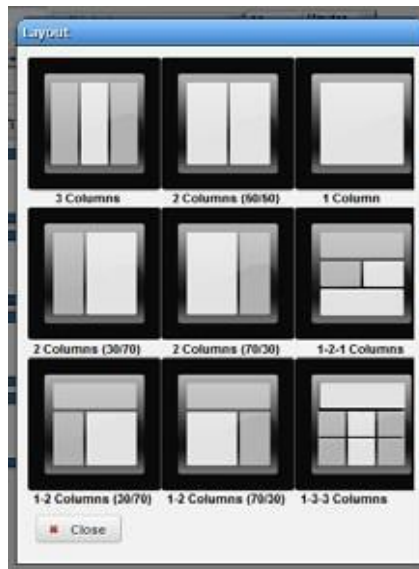 Layout
3 Columns
2 Columns (50/50)
1 Column
2 Columns (30/70)
2 Columns (70/30)
1-2-1 Columns
1-2 Columns (30/70)
1-2 Columns (70/30)
1-3-3 Columns
Close